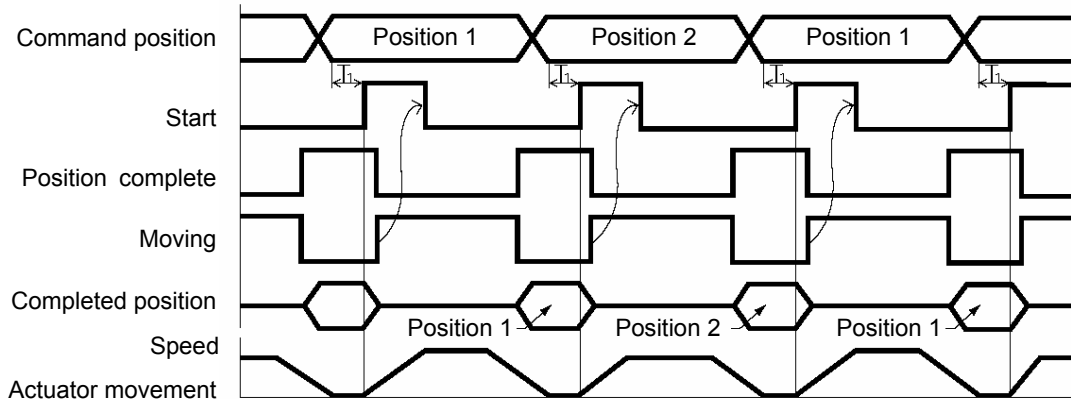 Command position
Position 1
Position 2
Position 1
T1
T1
T1
T1
Start
Position complete
Moving
Completed position
Position 1
Position 2
Position 1
Speed
Actuator movement